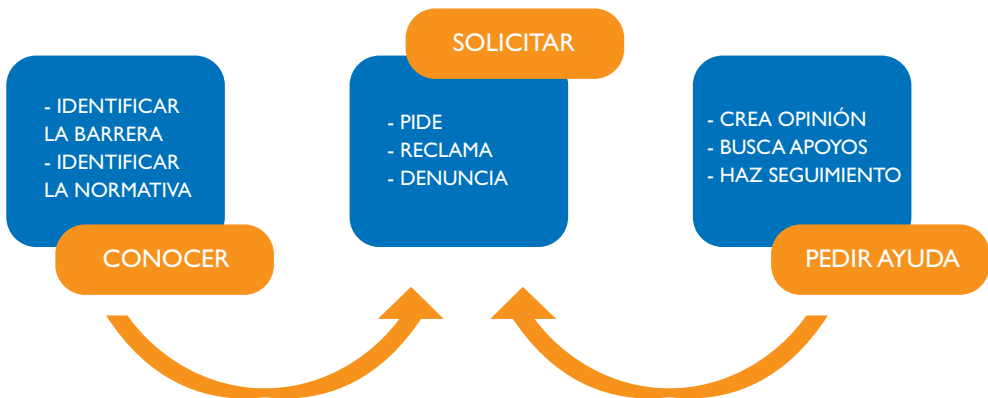 SOLICITAR
- IDENTIFICAR
LA BARRERA
- IDENTIFICAR
LA NORMATIVA
CONOCER
- PIDE
- RECLAMA
- DENUNCIA
- CREA OPINIÓN
- BUSCA APOYOS
- HAZ SEGUIMIENTO
PEDIR AYUDA